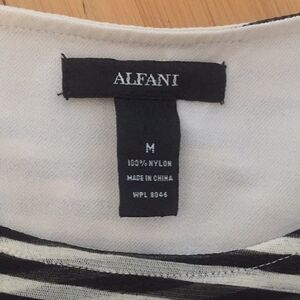 ALFANI
M
100% NYLON
MADE IN CHINA
WPL 8046